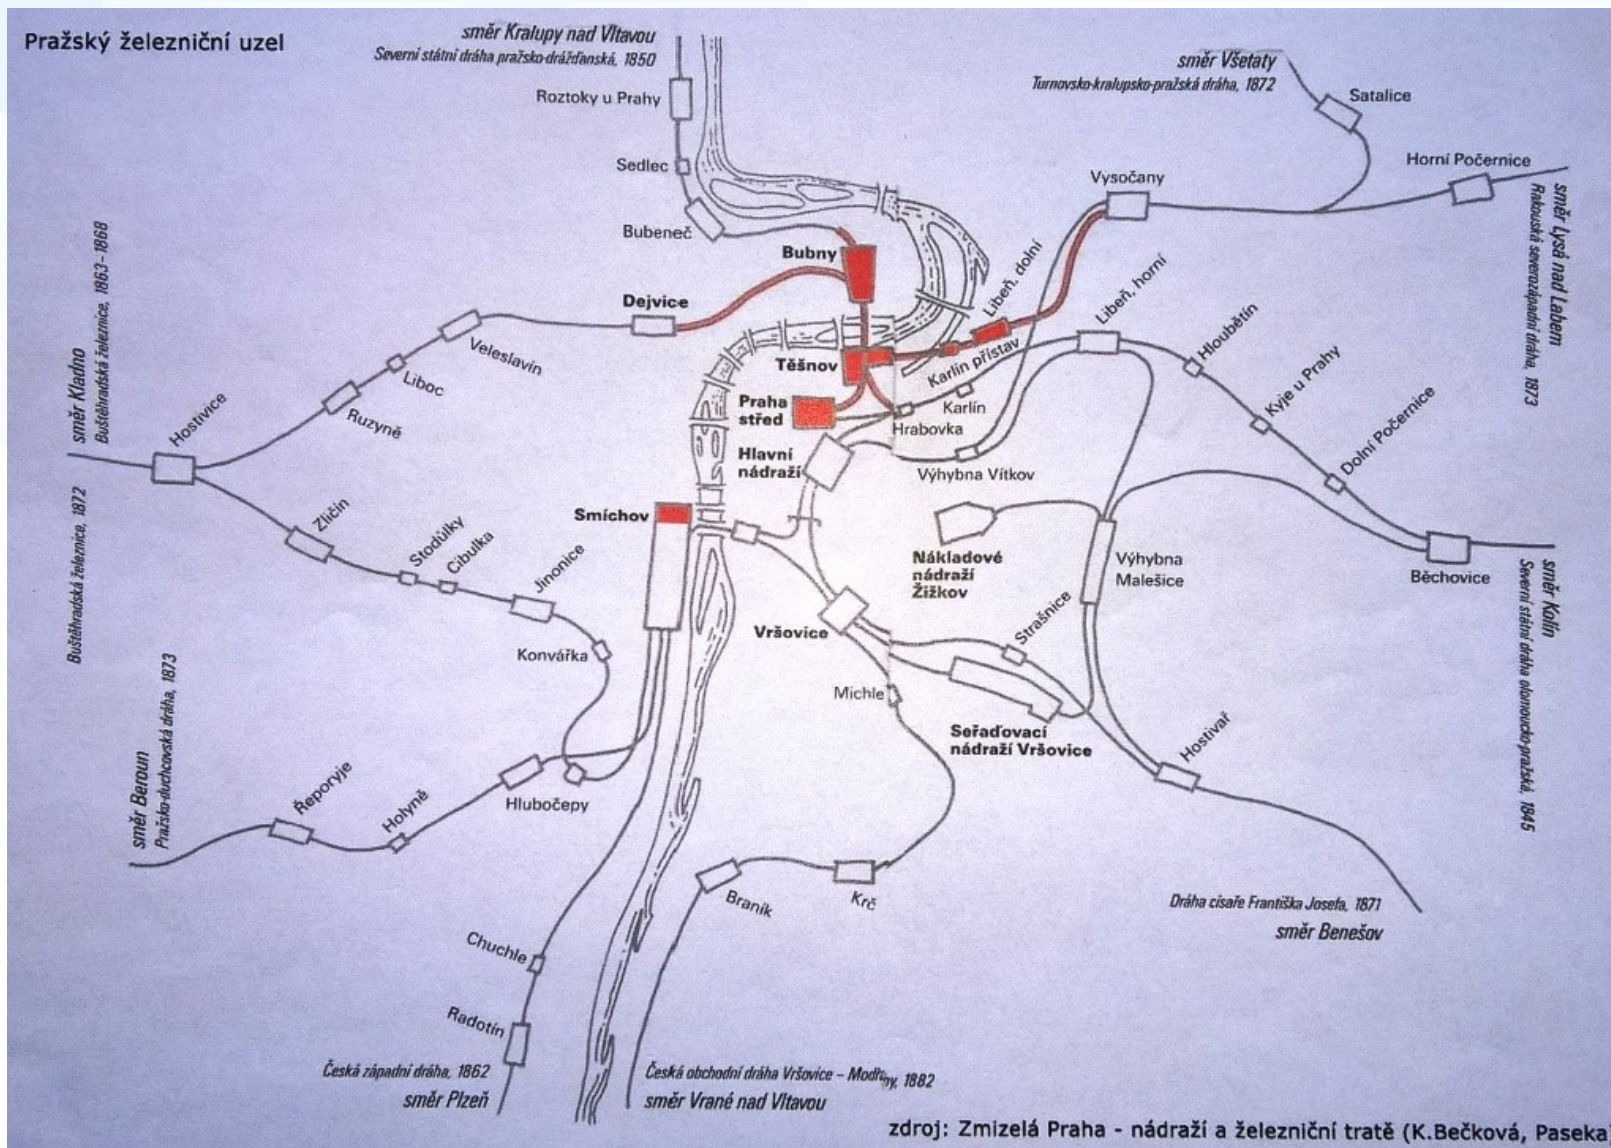 Pražský železniční uzel
směr Kralupy nad Vltavou
Severní státní dráha pražsko-drážďanská, 1850
Roztoky u Prahy
Sedlec
Bubeneč
směr Všetaty
Turnovsko-kralupsko-pražská dráha, 1872
Satalice
Horní Počernice
Vysočany
směr Lysá nad Labem
Rakouská severozápadní dráha, 1873
Bubny
Dejvice
Veleslavín
Liboc
Ruzyně
Hostivice
směr Kladno
Buštěhradská železnice, 1863-1868
Buštěhradská železnice, 1872
Těšnov
Praha
střed
Hlavní
nádraží
Libeň, dolní
Libeň, horní
Karlín přístav
Karlín
Hrabovka
Výhybna Vítkov
Hloubětín
Kyje u Prahy
Dolní Počernice
Běchovice
směr Kolín
Severní státní dráha olomoucko-pražská, 1845
Smíchov
Zličín
Stodůlky
Cibulka
Jinonice
Konvářka
Nákladové
nádraží
Žižkov
Výhybna
Malešice
Vršovice
Strašnice
Michle
Seřaďovací
nádraží Vršovice
Hostivař
směr Beroun
Pražsko-duchcovská dráha, 1873
Řeporyje
Holyně
Hlubočepy
Braník
Krč
Dráha císaře Františka Josefa, 1871
směr Benešov
Chuchle
Radotín
Česká západní dráha, 1862
směr Plzeň
Česká obchodní dráha Vršovice – Modřany, 1882
směr Vrané nad Vltavou
zdroj: Zmizelá Praha - nádraží a železniční tratě (K.Bečková, Paseka